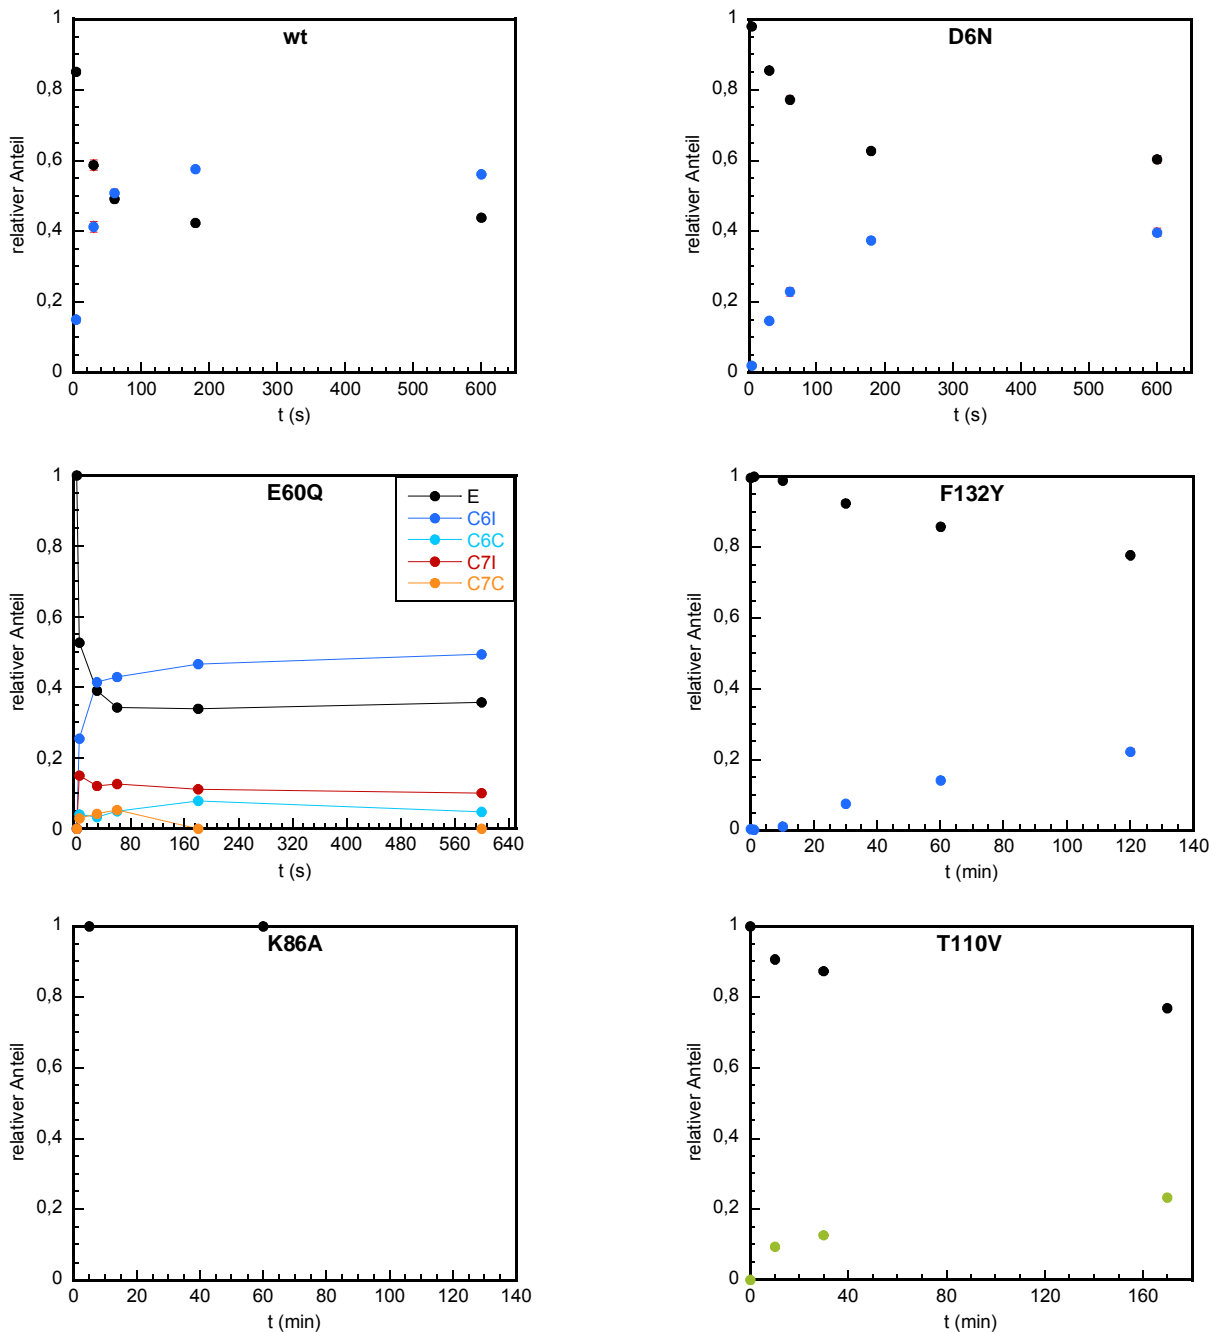 wt
relativer Anteil
1
0,8
0,6
0,4
0,2
0
0 100 200 300 400 500 600
t (s)
D6N
relativer Anteil
1
0,8
0,6
0,4
0,2
0
0 100 200 300 400 500 600
t (s)
E60Q
relativer Anteil
1
0,8
0,6
0,4
0,2
0
0 80 160 240 320 400 480 560 640
t (s)
E
C6I
C6C
C7I
C7C
F132Y
relativer Anteil
1
0,8
0,6
0,4
0,2
0
0 20 40 60 80 100 120 140
t (min)
K86A
relativer Anteil
1
0,8
0,6
0,4
0,2
0
0 20 40 60 80 100 120 140
t (min)
T110V
relativer Anteil
1
0,8
0,6
0,4
0,2
0
0 40 80 120 160
t (min)